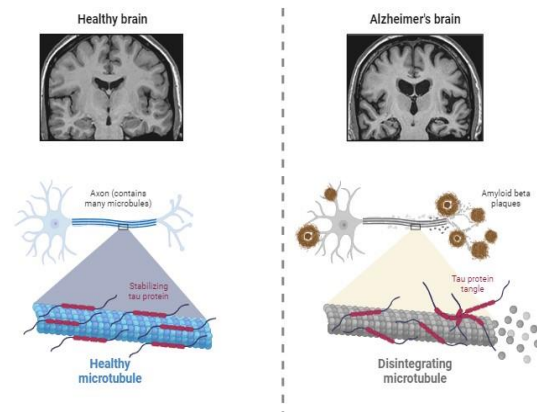 Healthy brain
Axon (contains
many microbules)
Stabilizing
tau protein
Healthy
microtubule
Alzheimer's brain
Amyloid beta
plaques
Tau protein
tangle
Disintegrating
microtubule